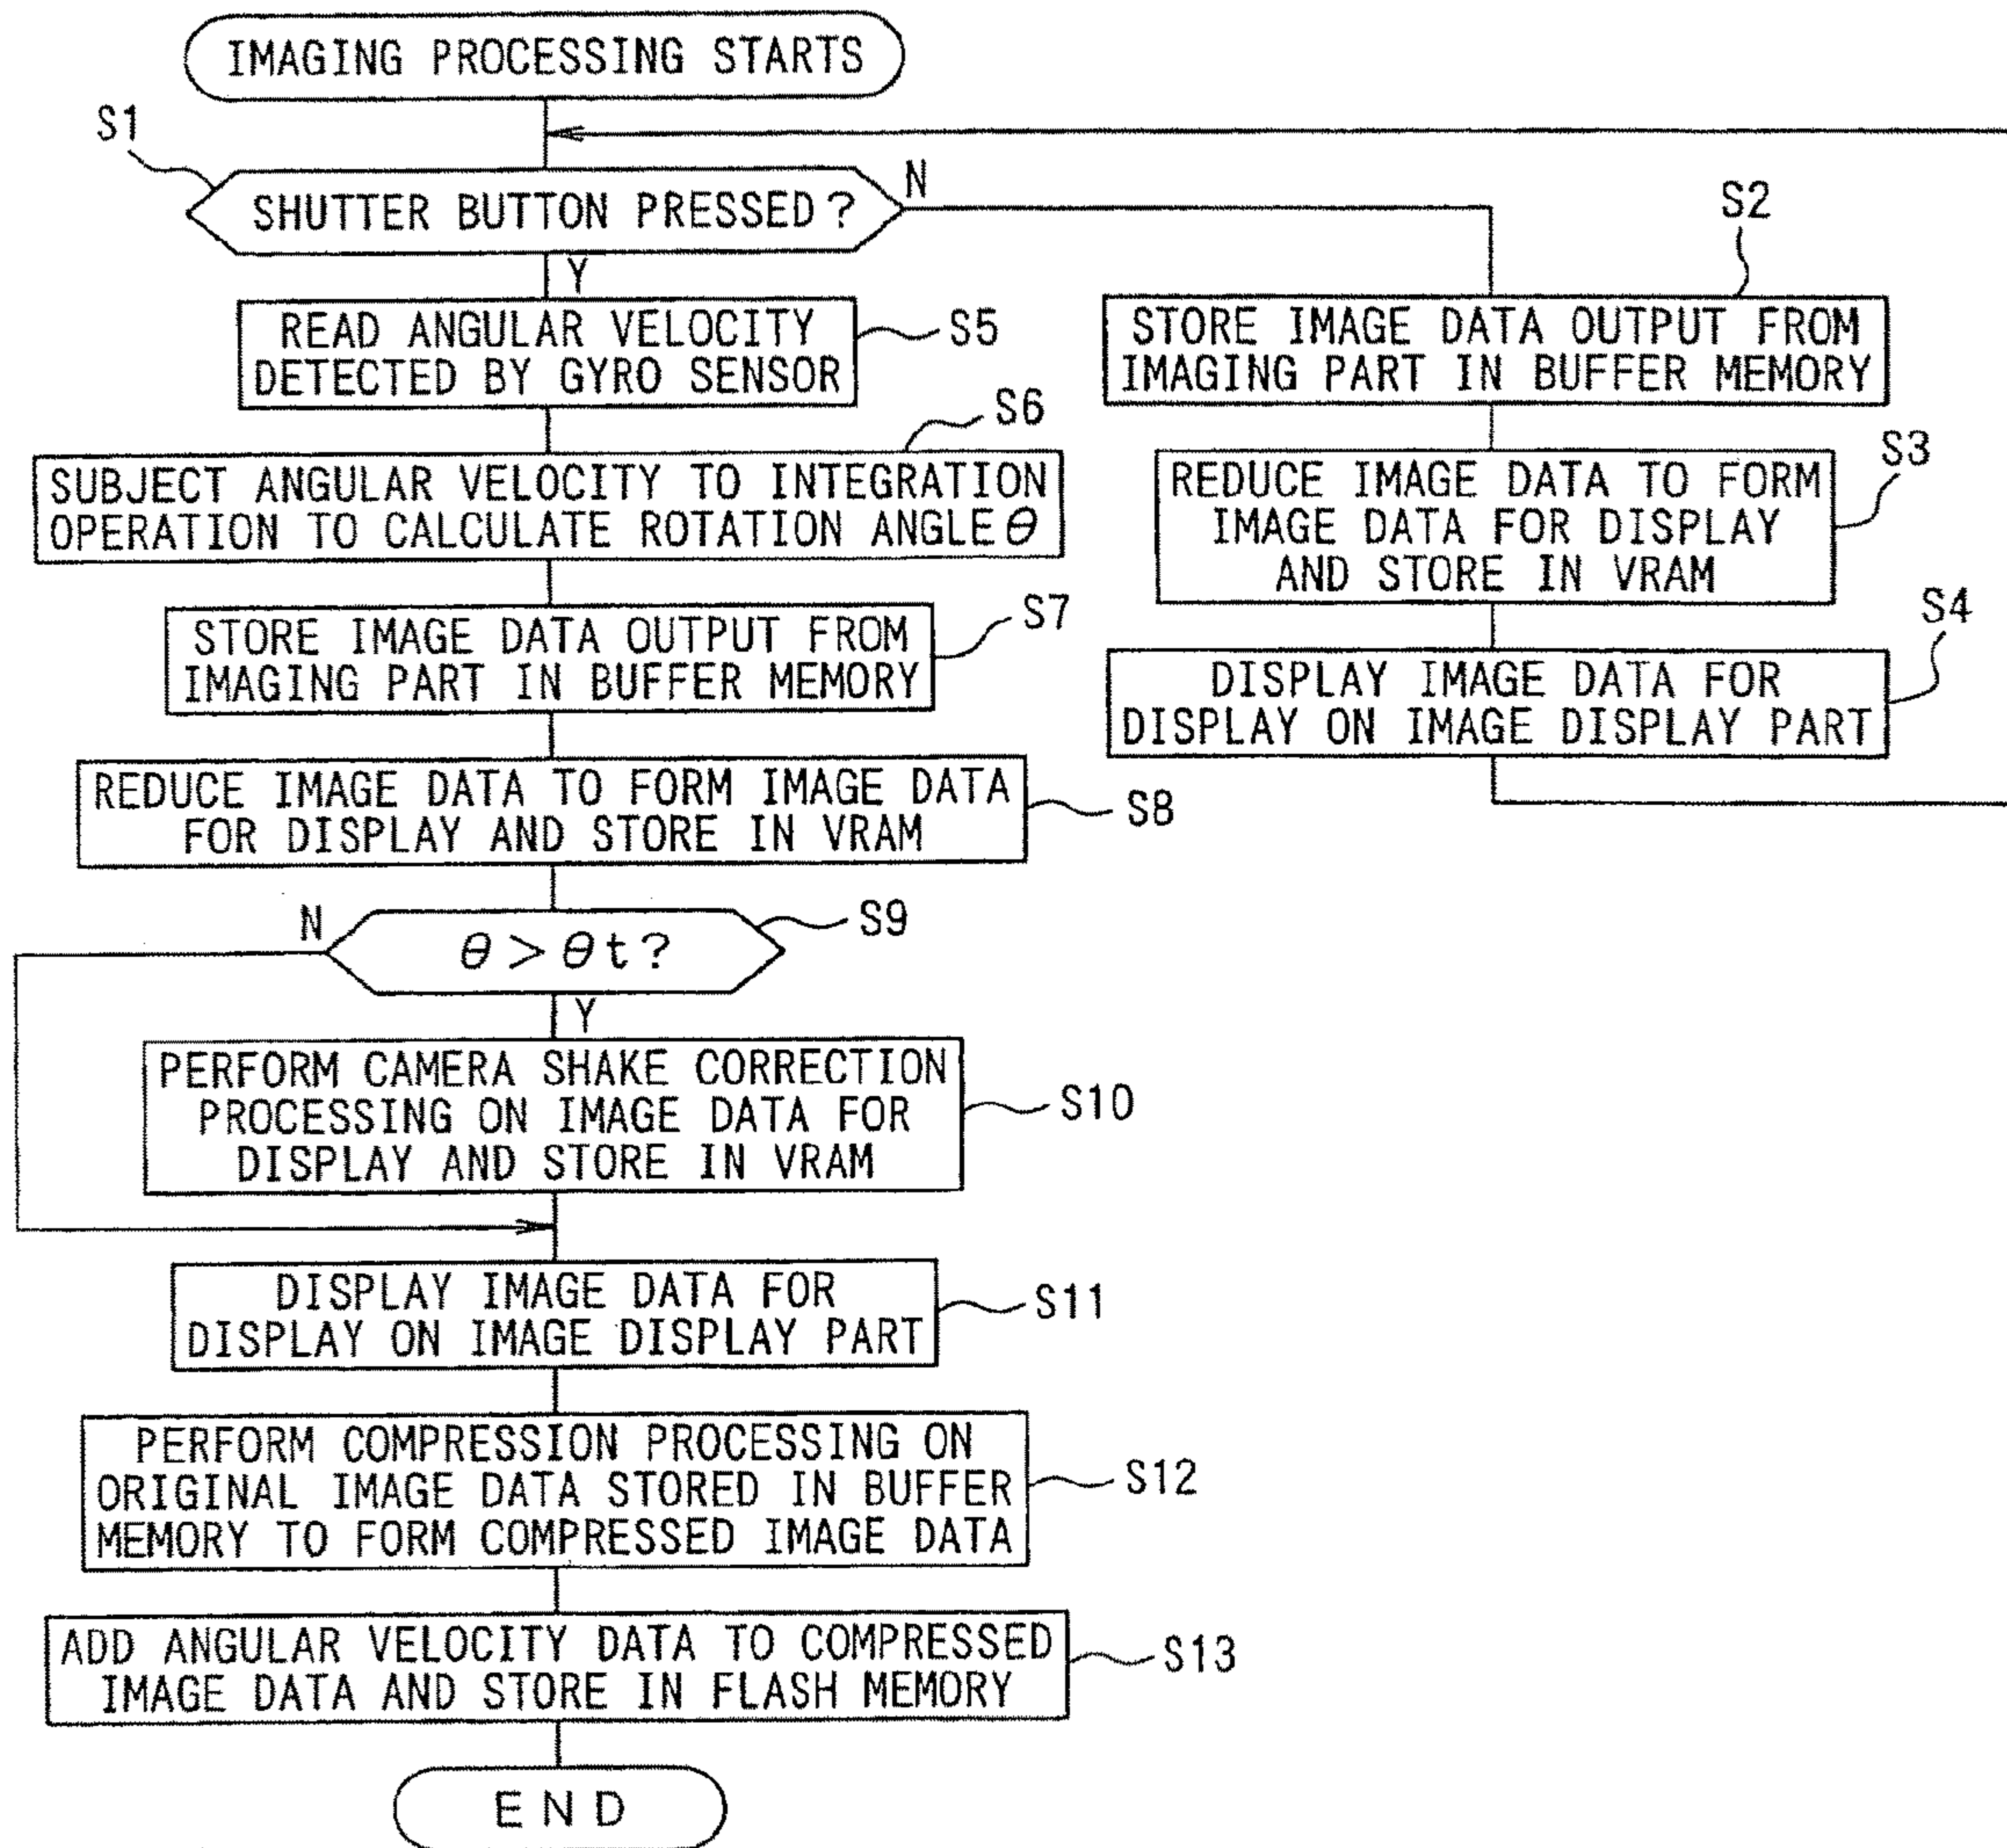 IMAGING PROCESSING STARTS
S1
SHUTTER BUTTON PRESSED?
N
Y
S2
STORE IMAGE DATA OUTPUT FROM
IMAGING PART IN BUFFER MEMORY
S3
REDUCE IMAGE DATA TO FORM
IMAGE DATA FOR DISPLAY
AND STORE IN VRAM
S4
DISPLAY IMAGE DATA FOR
DISPLAY ON IMAGE DISPLAY PART
READ ANGULAR VELOCITY
DETECTED BY GYRO SENSOR
S5
S6
SUBJECT ANGULAR VELOCITY TO INTEGRATION
OPERATION TO CALCULATE ROTATION ANGLE θ
STORE IMAGE DATA OUTPUT FROM
IMAGING PART IN BUFFER MEMORY
S7
REDUCE IMAGE DATA TO FORM IMAGE DATA
FOR DISPLAY AND STORE IN VRAM
S8
N
θ > θt?
S9
Y
PERFORM CAMERA SHAKE CORRECTION
PROCESSING ON IMAGE DATA FOR
DISPLAY AND STORE IN VRAM
S10
DISPLAY IMAGE DATA FOR
DISPLAY ON IMAGE DISPLAY PART
S11
PERFORM COMPRESSION PROCESSING ON
ORIGINAL IMAGE DATA STORED IN BUFFER
MEMORY TO FORM COMPRESSED IMAGE DATA
S12
ADD ANGULAR VELOCITY DATA TO COMPRESSED
IMAGE DATA AND STORE IN FLASH MEMORY
S13
END